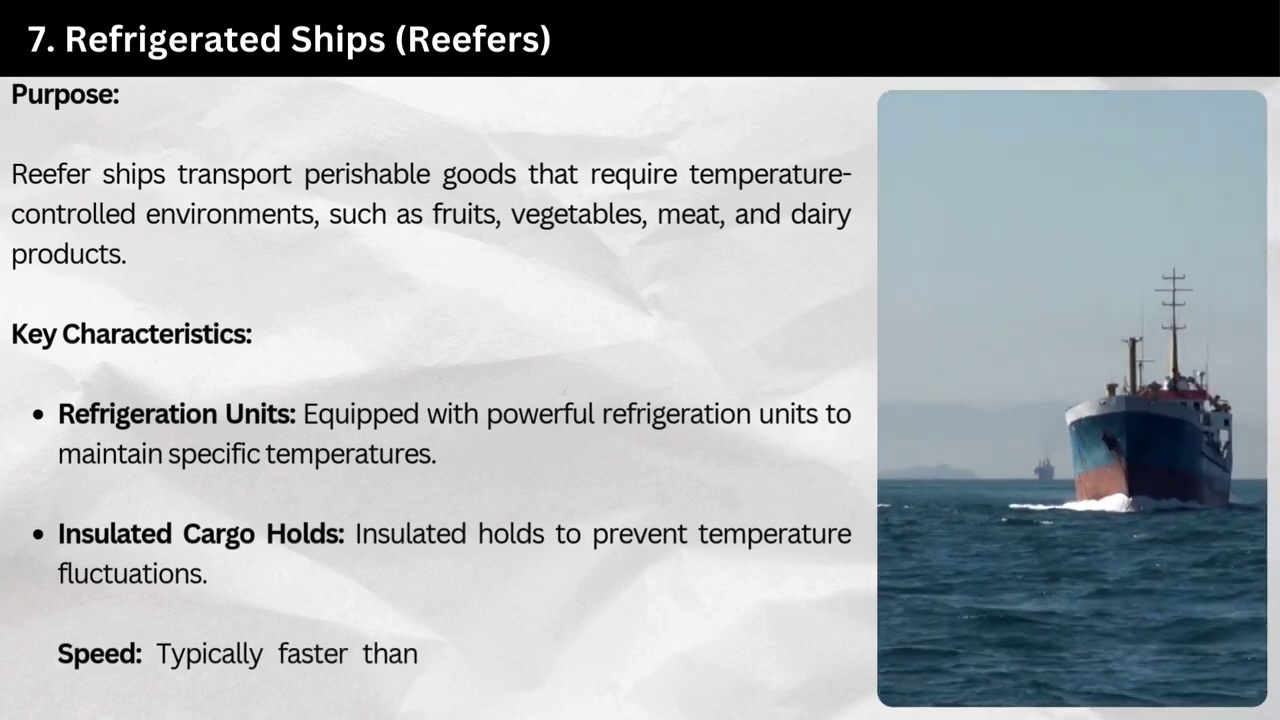 7. Refrigerated Ships (Reefers)
Purpose:
Reefer ships transport perishable goods that require temperature-
controlled environments, such as fruits, vegetables, meat, and dairy
products.
Key Characteristics:
• Refrigeration Units: Equipped with powerful refrigeration units to
maintain specific temperatures.
• Insulated Cargo Holds: Insulated holds to prevent temperature
fluctuations.
Speed: Typically faster than